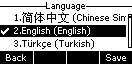 Language
1.简体中文 (Chinese Sim
2.English (English)
3.Türkçe (Turkish)
Back Save